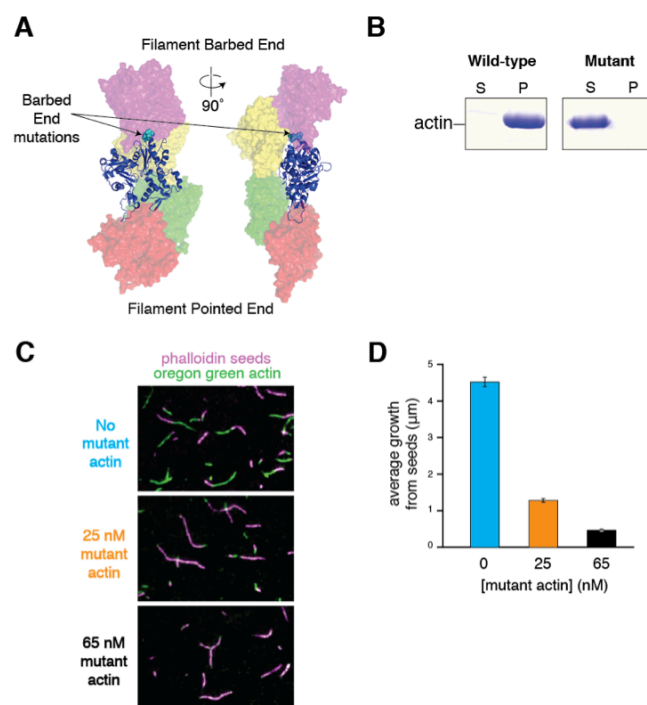 A
Filament Barbed End
90°
Barbed
End
mutations
Filament Pointed End
B
Wild-type Mutant
S P S P
actin
C
phalloidin seeds
oregon green actin
No
mutant
actin
25 nM
mutant
actin
65 nM
mutant
actin
D
average growth
from seeds (µm)
5
4
3
2
1
0
0 25 65
[mutant actin] (nM)